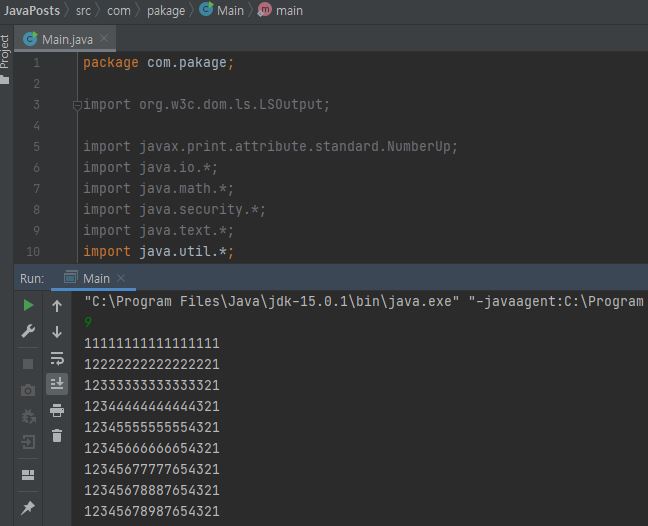 JavaPosts > src > com > pakage > Main > main
Project
Main.java
1 package com.pakage;
2
3 import org.w3c.dom.ls.LSOutput;
4
5 import javax.print.attribute.standard.NumberUp;
6 import java.io.*;
7 import java.math.*;
8 import java.security.*;
9 import java.text.*;
10 import java.util.*;
Run: Main
"C:\Program Files\Java\jdk-15.0.1\bin\java.exe" "-javaagent:C:\Program
9
11111111111111111
12222222222222221
12333333333333321
12344444444444321
12345555555554321
12345666666654321
12345677777654321
12345678887654321
12345678987654321